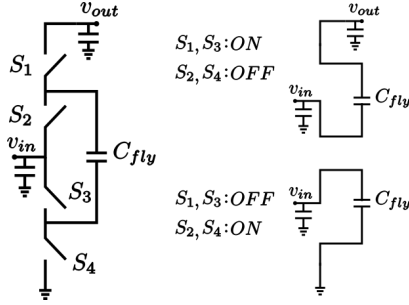 v_out
S_1
S_2
v_in
C_fly
S_3
S_4
S_1, S_3: ON
S_2, S_4: OFF
v_out
v_in
C_fly
S_1, S_3: OFF
S_2, S_4: ON
v_in
C_fly